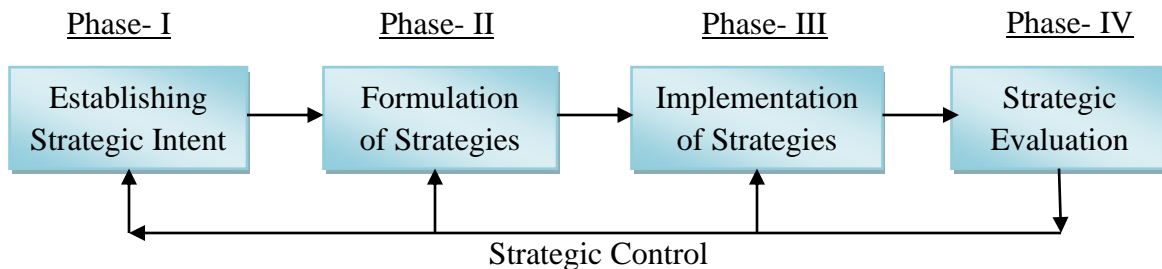 Phase- I
Phase- II
Phase- III
Phase- IV
Establishing
Strategic Intent
Formulation
of Strategies
Implementation
of Strategies
Strategic
Evaluation
Strategic Control